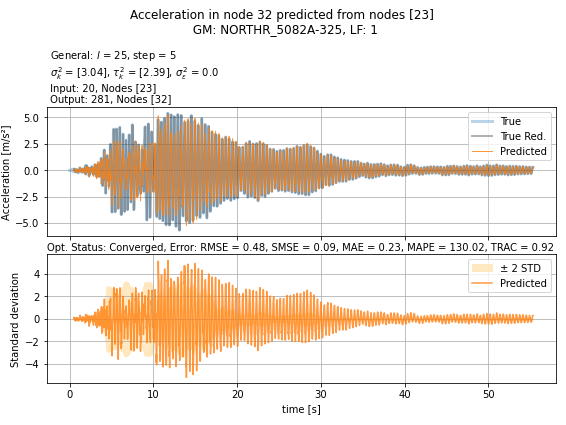 Acceleration in node 32 predicted from nodes [23]
GM: NORTHR_5082A-325, LF: 1
General: l = 25, step = 5
σ²ₖ = [3.04], τ²ₖ = [2.39], σ²ε = 0.0
Input: 20, Nodes [23]
Output: 281, Nodes [32]
Acceleration [m/s²]
5.0
2.5
0.0
−2.5
−5.0
True
True Red.
Predicted
Opt. Status: Converged, Error: RMSE = 0.48, SMSE = 0.09, MAE = 0.23, MAPE = 130.02, TRAC = 0.92
Standard deviation
4
2
0
−2
−4
± 2 STD
Predicted
0 10 20 30 40 50
time [s]